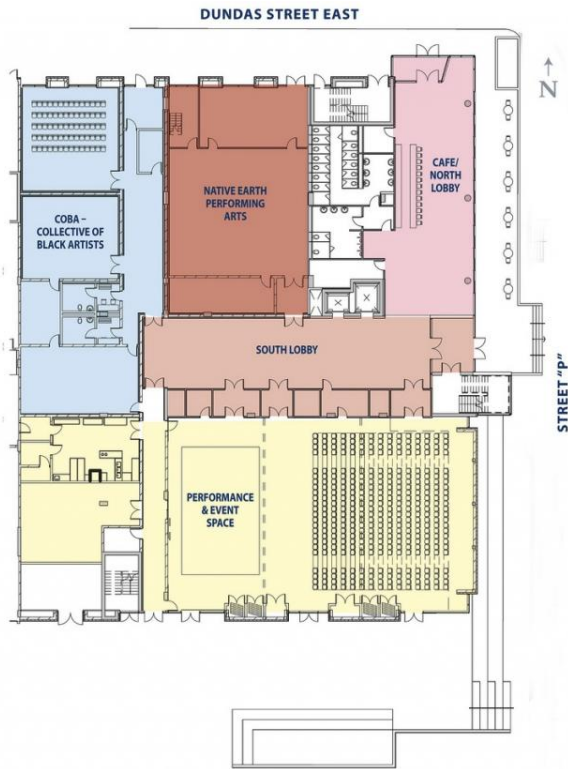 DUNDAS STREET EAST
N
CAFE/
NORTH
LOBBY
NATIVE EARTH
PERFORMING
ARTS
COBA –
COLLECTIVE OF
BLACK ARTISTS
SOUTH LOBBY
STREET "P"
PERFORMANCE
& EVENT
SPACE